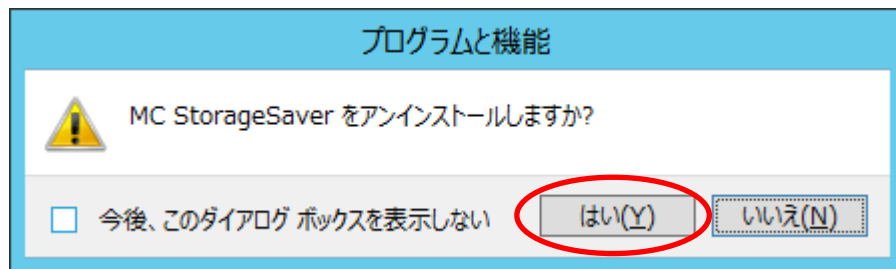 プログラムと機能
MC StorageSaver をアンインストールしますか?
今後、このダイアログ ボックスを表示しない はい(Y) いいえ(N)